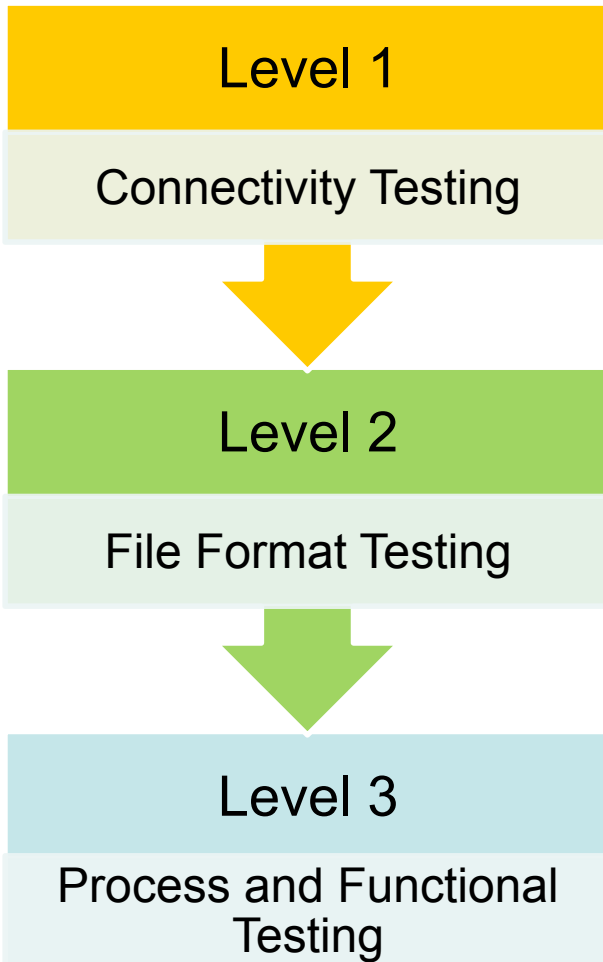 Level 1
Connectivity Testing
Level 2
File Format Testing
Level 3
Process and Functional
Testing